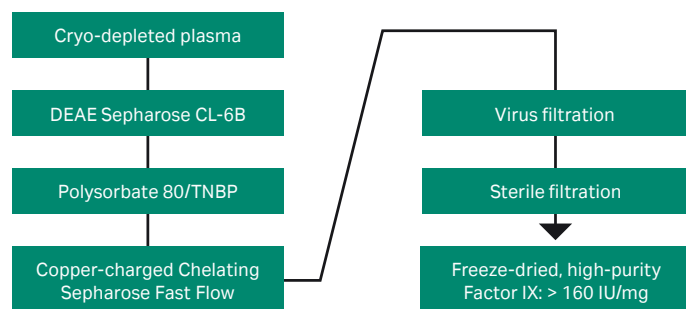 Cryo-depleted plasma
DEAE Sepharose CL-6B
Polysorbate 80/TNBP
Copper-charged Chelating
Sepharose Fast Flow
Virus filtration
Sterile filtration
Freeze-dried, high-purity
Factor IX: > 160 IU/mg